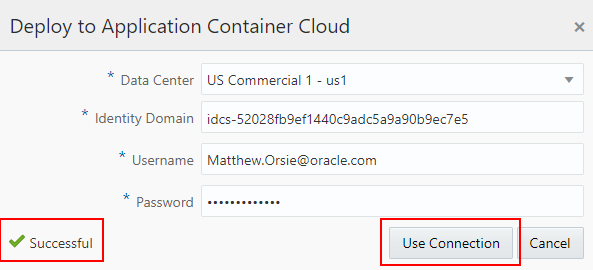 Deploy to Application Container Cloud
* Data Center US Commercial 1 - us1
* Identity Domain idcs-52028fb9ef1440c9adc5a9a90b9ec7e5
* Username Matthew.Orsie@oracle.com
* Password •••••••••••••
Successful Use Connection Cancel